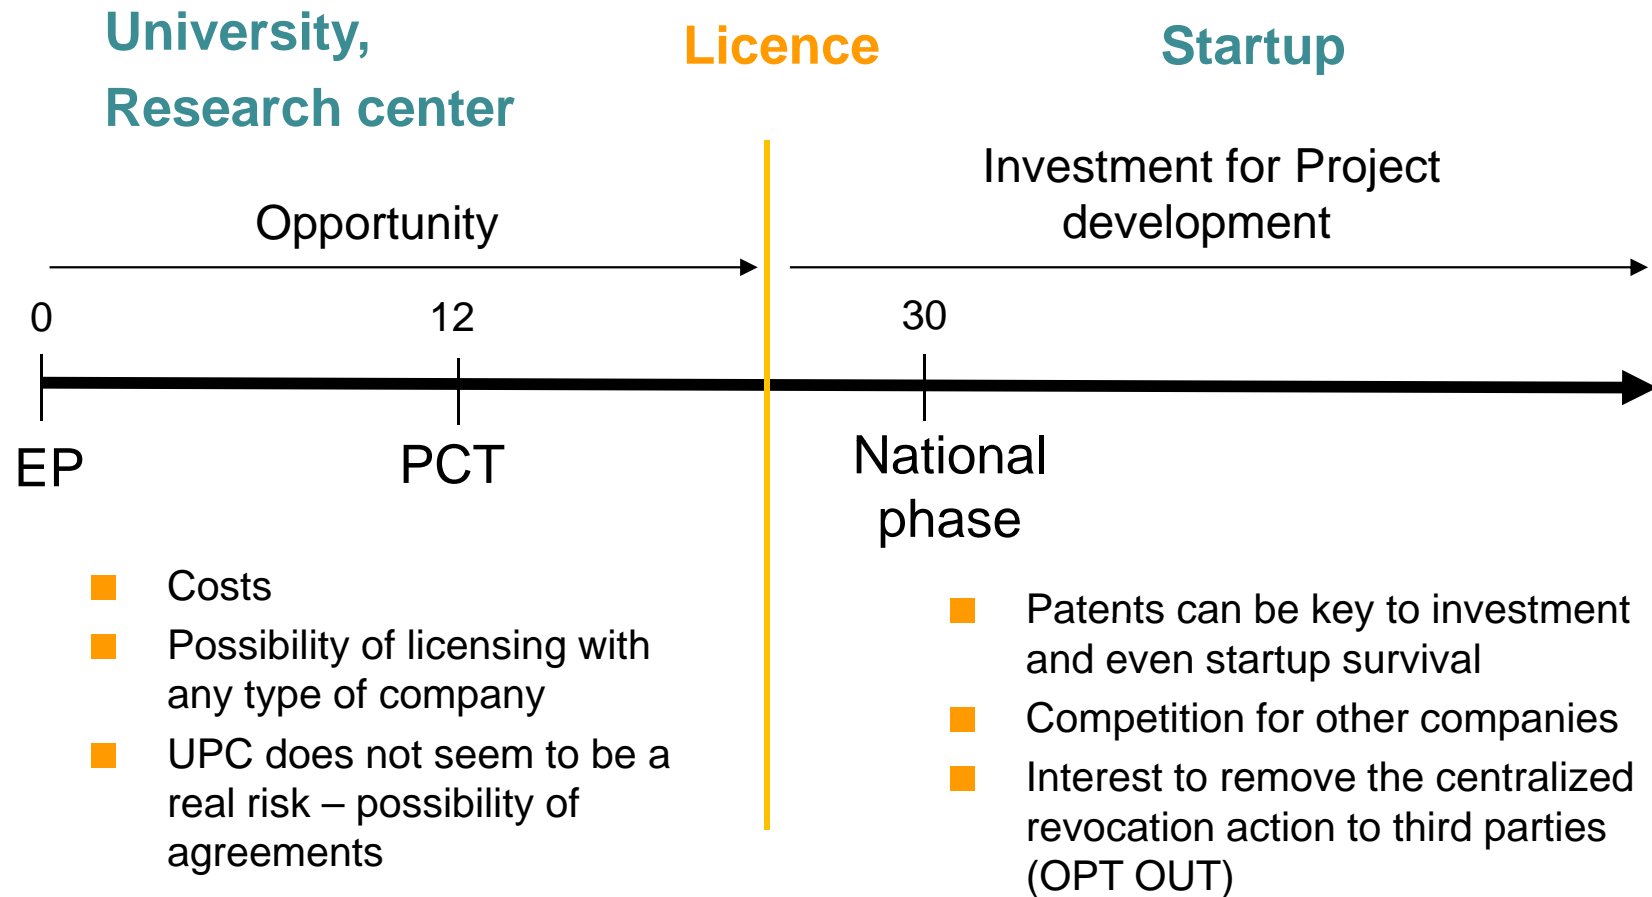 University,
Research center
Licence
Startup
Opportunity
Investment for Project
development
0
12
30
EP
PCT
National
phase
Costs
Possibility of licensing with
any type of company
UPC does not seem to be a
real risk – possibility of
agreements
Patents can be key to investment
and even startup survival
Competition for other companies
Interest to remove the centralized
revocation action to third parties
(OPT OUT)